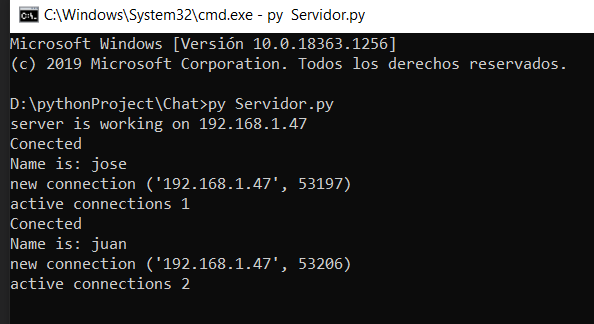 C:\Windows\System32\cmd.exe - py  Servidor.py
Microsoft Windows [Versión 10.0.18363.1256]
(c) 2019 Microsoft Corporation. Todos los derechos reservados.
D:\pythonProject\Chat>py Servidor.py
server is working on 192.168.1.47
Conected
Name is: jose
new connection ('192.168.1.47', 53197)
active connections 1
Conected
Name is: juan
new connection ('192.168.1.47', 53206)
active connections 2